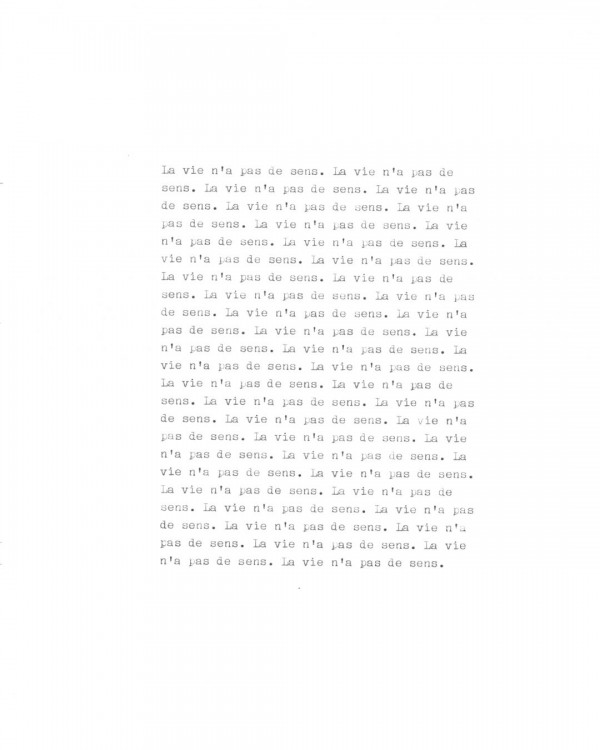 La vie n'a pas de sens. La vie n'a pas de
sens. La vie n'a pas de sens. La vie n'a pas
de sens. La vie n'a pas de sens. La vie n'a
pas de sens. La vie n'a pas de sens. La vie
n'a pas de sens. La vie n'a pas de sens. La
vie n'a pas de sens. La vie n'a pas de sens.
La vie n'a pas de sens. La vie n'a pas de
sens. La vie n'a pas de sens. La vie n'a pas
de sens. La vie n'a pas de sens. La vie n'a
pas de sens. La vie n'a pas de sens. La vie
n'a pas de sens. La vie n'a pas de sens. La
vie n'a pas de sens. La vie n'a pas de sens.
La vie n'a pas de sens. La vie n'a pas de
sens. La vie n'a pas de sens. La vie n'a pas
de sens. La vie n'a pas de sens. La vie n'a
pas de sens. La vie n'a pas de sens. La vie
n'a pas de sens. La vie n'a pas de sens. La
vie n'a pas de sens. La vie n'a pas de sens.
La vie n'a pas de sens. La vie n'a pas de
sens. La vie n'a pas de sens. La vie n'a pas
de sens. La vie n'a pas de sens. La vie n'a
pas de sens. La vie n'a pas de sens. La vie
n'a pas de sens. La vie n'a pas de sens.